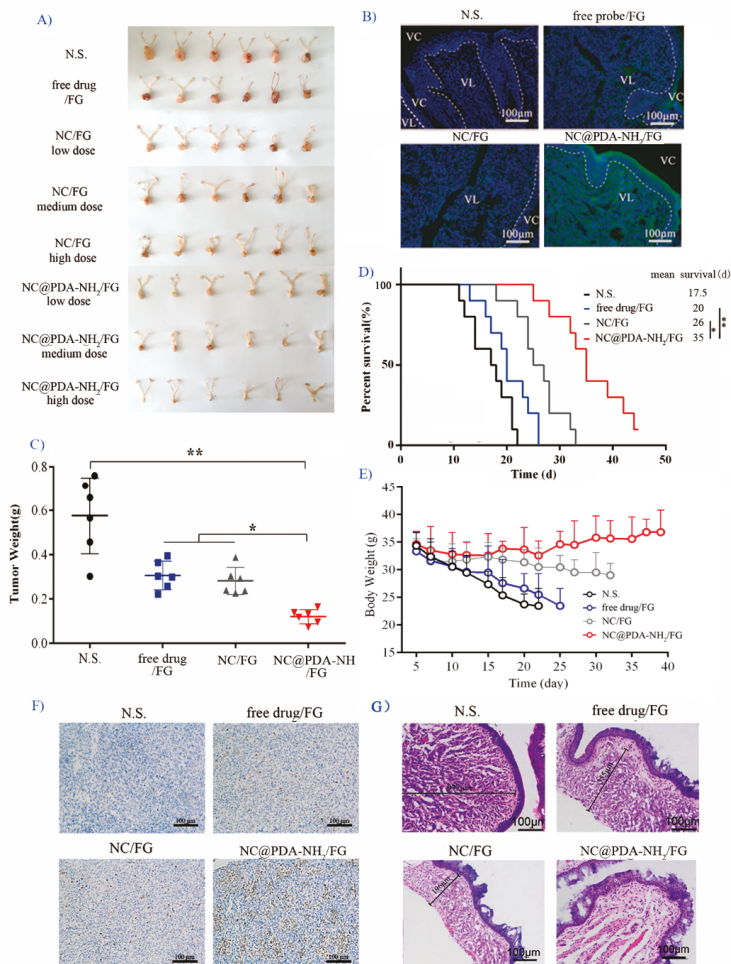 A)
N.S.
free drug
/FG
NC/FG
low dose
NC/FG
medium dose
NC/FG
high dose
NC@PDA-NH2/FG
low dose
NC@PDA-NH2/FG
medium dose
NC@PDA-NH2/FG
high dose
B)
N.S.
free probe/FG
VC
VL
VC
VL
100μm
VL
VC
100μm
NC/FG
NC@PDA-NH2/FG
VL
VC
100μm
VC
VL
100μm
C)
Tumor Weight(g)
0.8
0.6
0.4
0.2
0.0
**
*
N.S.
free drug
/FG
NC/FG
NC@PDA-NH
/FG
D)
mean survival(d)
N.S. 17.5
free drug/FG 20
NC/FG 26
NC@PDA-NH2/FG 35
*
**
Percent survival(%)
100
50
0
0 10 20 30 40 50
Time (d)
E)
Body Weight (g)
45
40
35
30
25
20
15
N.S.
free drug/FG
NC/FG
NC@PDA-NH2/FG
5 10 15 20 25 30 35 40
Time (day)
F)
N.S.
free drug/FG
100 μm
100 μm
NC/FG
NC@PDA-NH2/FG
100 μm
100 μm
G)
N.S.
free drug/FG
100μm
100μm
NC/FG
NC@PDA-NH2/FG
100μm
100μm